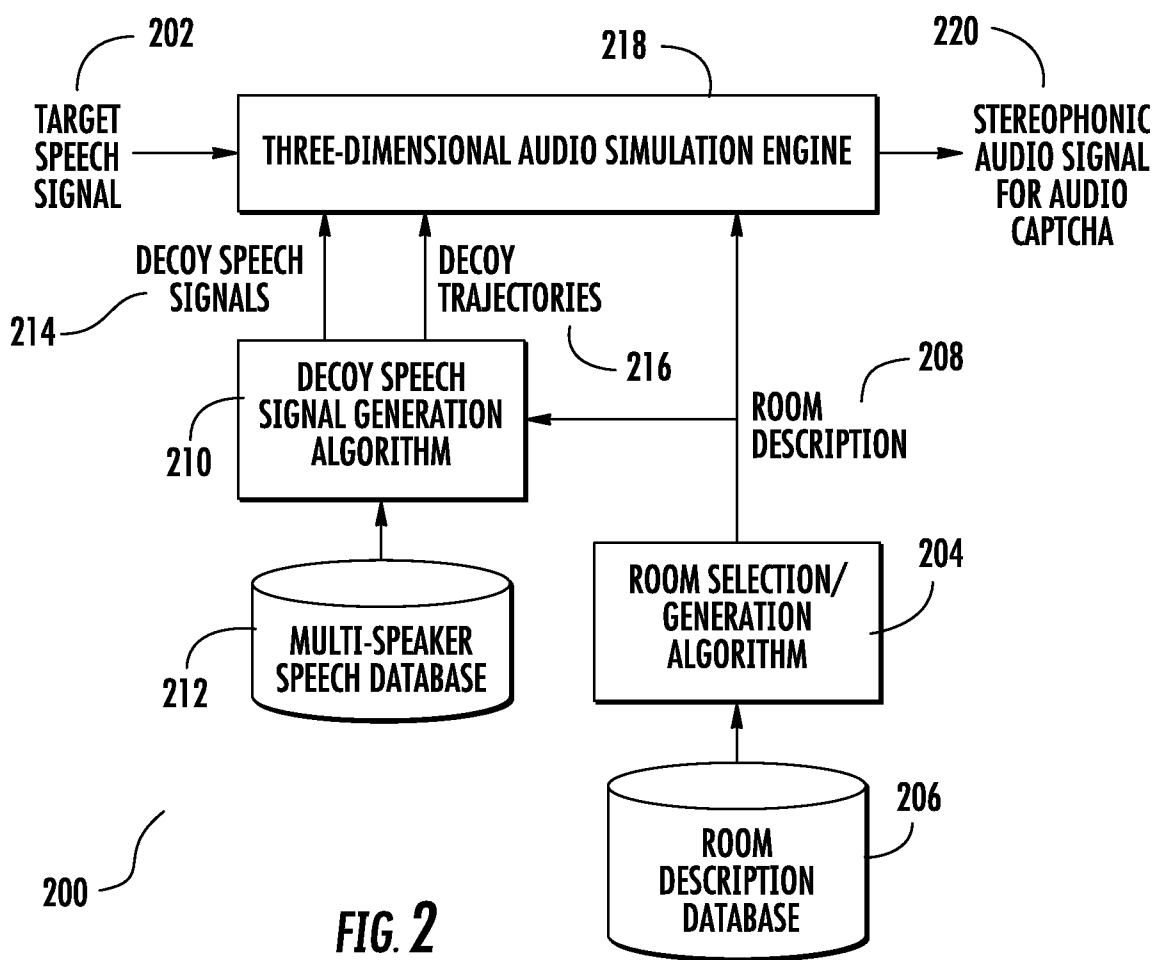 202
218
220
TARGET
SPEECH
SIGNAL
THREE-DIMENSIONAL AUDIO SIMULATION ENGINE
STEREOPHONIC
AUDIO SIGNAL
FOR AUDIO
CAPTCHA
DECOY SPEECH
SIGNALS
214
DECOY
TRAJECTORIES
216
DECOY SPEECH
SIGNAL GENERATION
ALGORITHM
210
208
ROOM
DESCRIPTION
MULTI-SPEAKER
SPEECH DATABASE
212
ROOM SELECTION/
GENERATION
ALGORITHM
204
ROOM
DESCRIPTION
DATABASE
206
200
FIG. 2